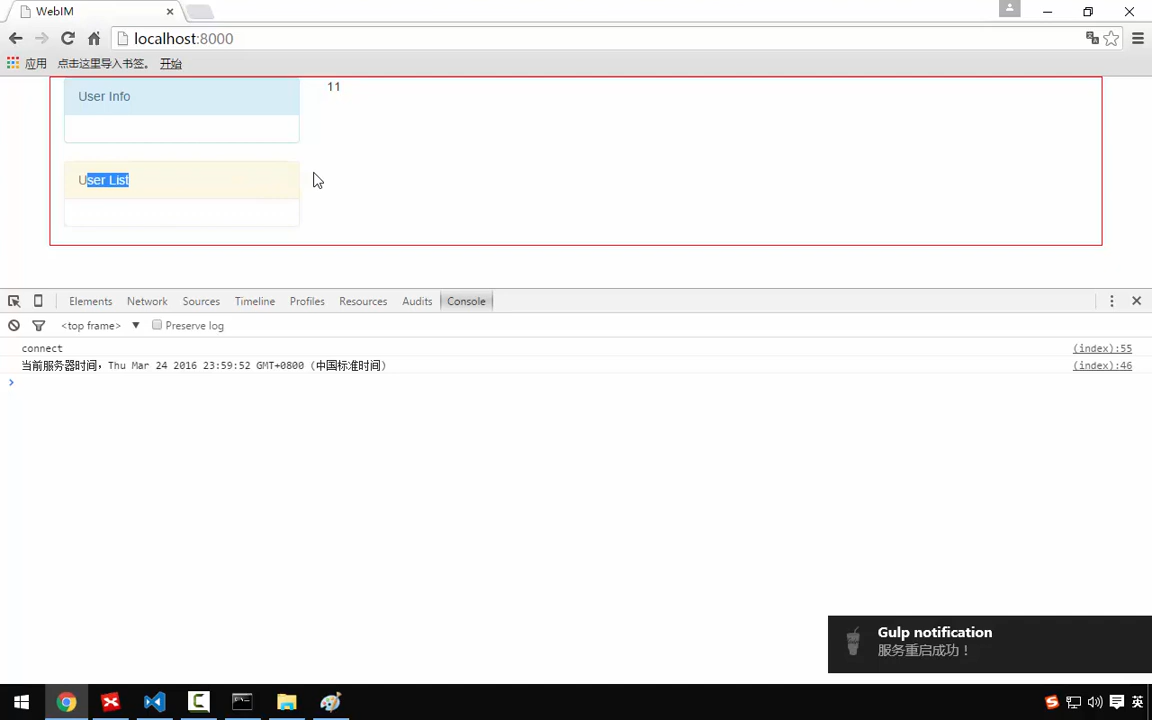 WebIM
localhost:8000
应用 点击这里导入书签。 开始
User Info
11
User List
Elements Network Sources Timeline Profiles Resources Audits Console
<top frame> ▼ Preserve log
connect (index):55
当前服务器时间，Thu Mar 24 2016 23:59:52 GMT+0800 (中国标准时间) (index):46
Gulp notification
服务重启成功！
英